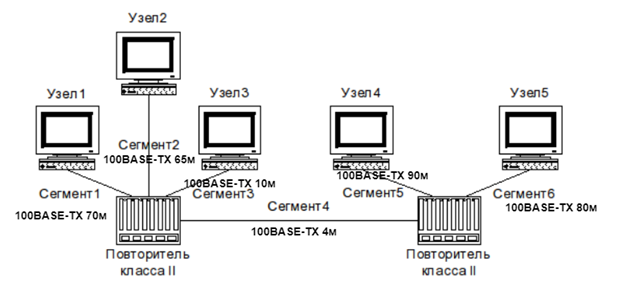 Узел2
Узел1
Узел3
Узел4
Узел5
Сегмент2
100BASE-TX 65м
100BASE-TX 10м
100BASE-TX 90м
Сегмент1
Сегмент3
Сегмент5
Сегмент6
100BASE-TX 70м
Сегмент4
100BASE-TX 80м
100BASE-TX 4м
Повторитель
класса II
Повторитель
класса II